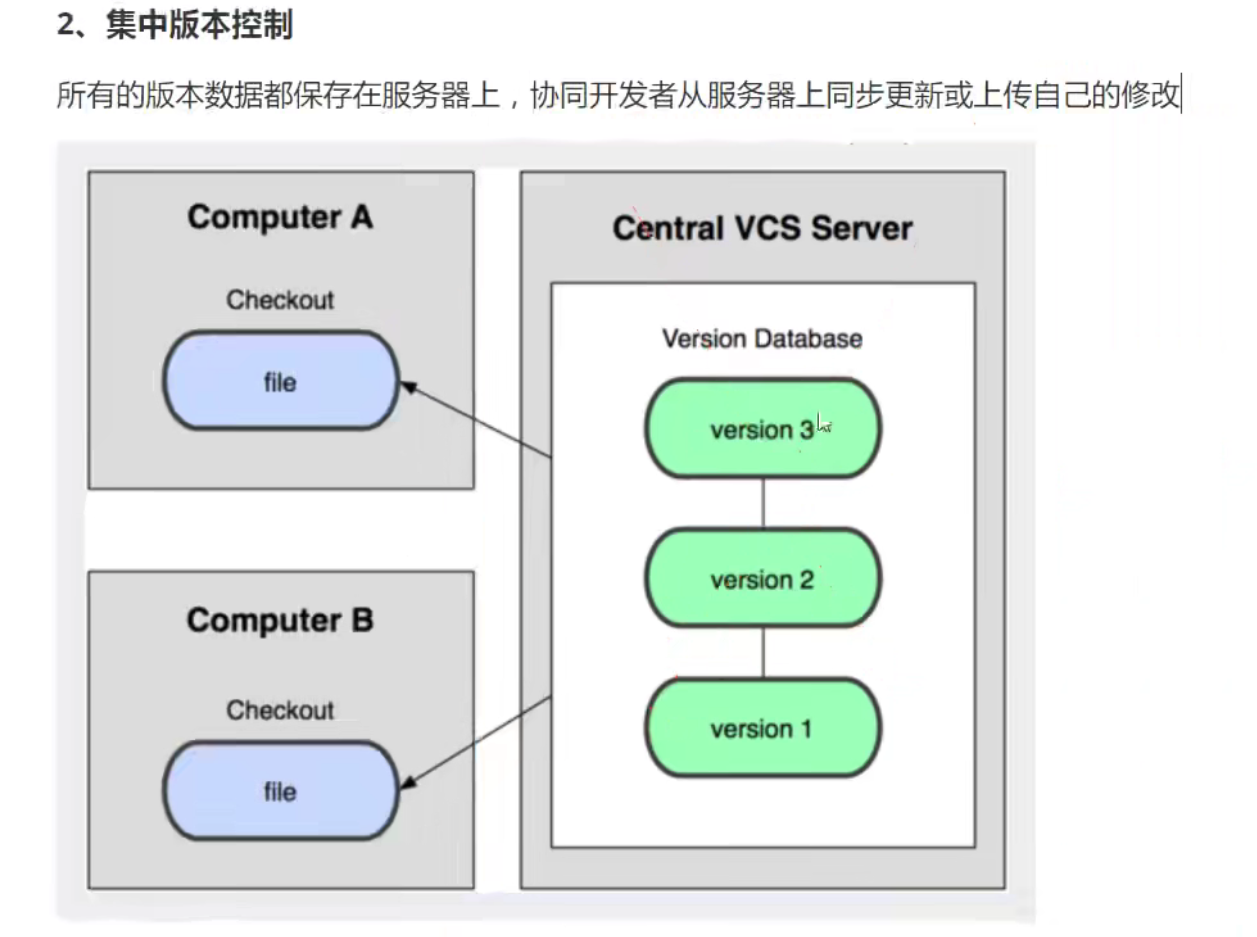 2、集中版本控制
所有的版本数据都保存在服务器上，协同开发者从服务器上同步更新或上传自己的修改
Computer A
Checkout
file
Computer B
Checkout
file
Central VCS Server
Version Database
version 3
version 2
version 1